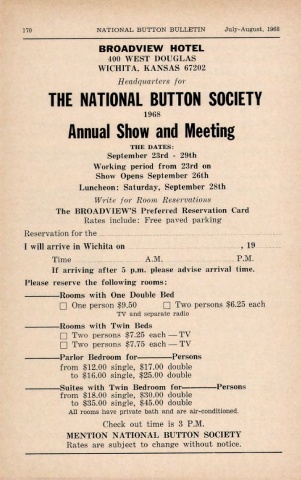 170 NATIONAL BUTTON BULLETIN July-August, 1968
BROADVIEW HOTEL
400 WEST DOUGLAS
WICHITA, KANSAS 67202
Headquarters for
THE NATIONAL BUTTON SOCIETY
1968
Annual Show and Meeting
THE DATES:
September 23rd - 29th
Working period from 23rd on
Show Opens September 26th
Luncheon: Saturday, September 28th
Write for Room Reservations
The BROADVIEW'S Preferred Reservation Card
Rates include: Free paved parking
Reservation for the
I will arrive in Wichita on , 19
Time A.M. P.M.
If arriving after 5 p.m. please advise arrival time.
Please reserve the following rooms:
Rooms with One Double Bed
☐ One person $9.50 ☐ Two persons $6.25 each
TV and separate radio
Rooms with Twin Beds
☐ Two persons $7.25 each — TV
☐ Two persons $7.75 each — TV
Parlor Bedroom for Persons
from $12.00 single, $17.00 double
to $16.00 single, $25.00 double
Suites with Twin Bedroom for Persons
from $18.00 single, $30.00 double
to $35.00 single, $45.00 double
All rooms have private bath and are air-conditioned.
Check out time is 3 P.M.
MENTION NATIONAL BUTTON SOCIETY
Rates are subject to change without notice.